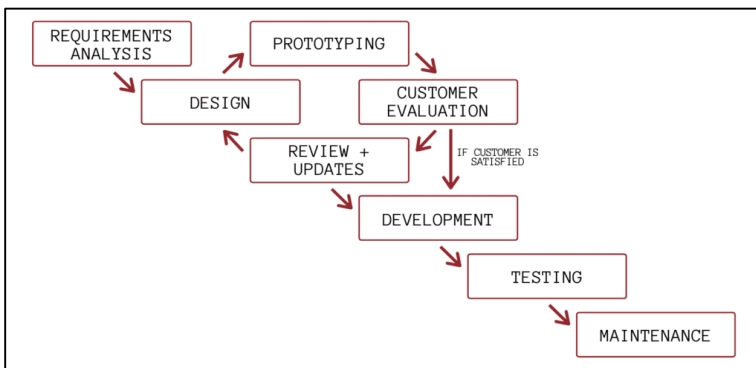 REQUIREMENTS
ANALYSIS
PROTOTYPING
DESIGN
CUSTOMER
EVALUATION
REVIEW +
UPDATES
IF CUSTOMER IS
SATISFIED
DEVELOPMENT
TESTING
MAINTENANCE